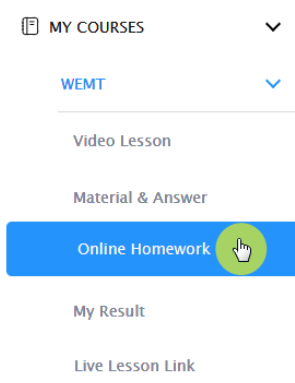 MY COURSES
WEMT
Video Lesson
Material & Answer
Online Homework
My Result
Live Lesson Link